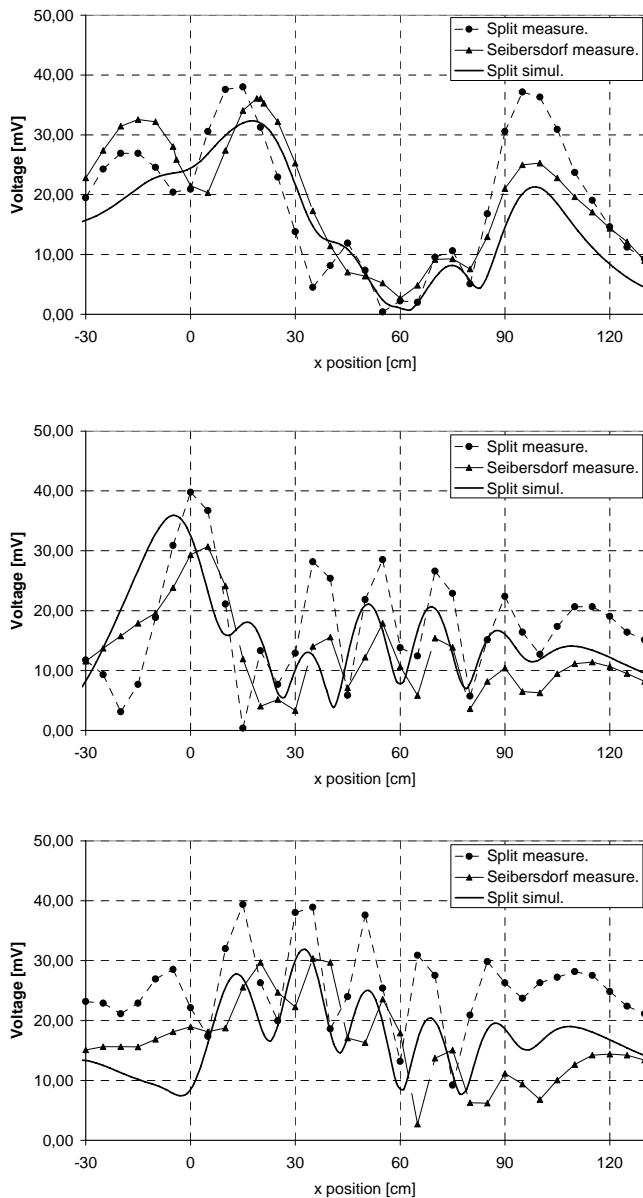 50,00
40,00
30,00
20,00
10,00
0,00
Voltage [mV]
Split measure.
Seibersdorf measure.
Split simul.
-30 0 30 60 90 120
x position [cm]
50,00
40,00
30,00
20,00
10,00
0,00
Voltage [mV]
Split measure.
Seibersdorf measure.
Split simul.
-30 0 30 60 90 120
x position [cm]
50,00
40,00
30,00
20,00
10,00
0,00
Voltage [mV]
Split measure.
Seibersdorf measure.
Split simul.
-30 0 30 60 90 120
x position [cm]